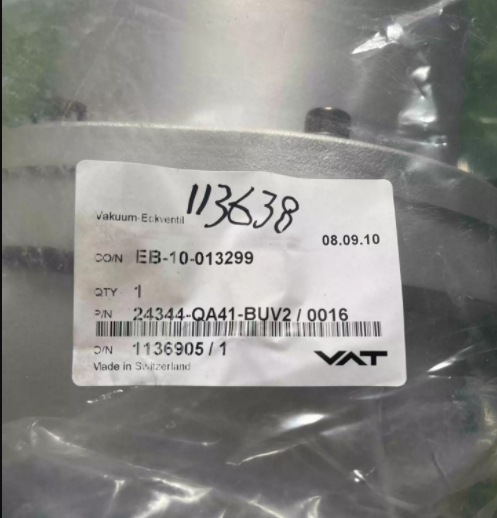 113638
Vakuum-Eckventil
08.09.10
CO/N EB-10-013299
QTY 1
P/N 24344-QA41-BUV2 / 0016
O/N 1136905 / 1
Made in Switzerland
VAT